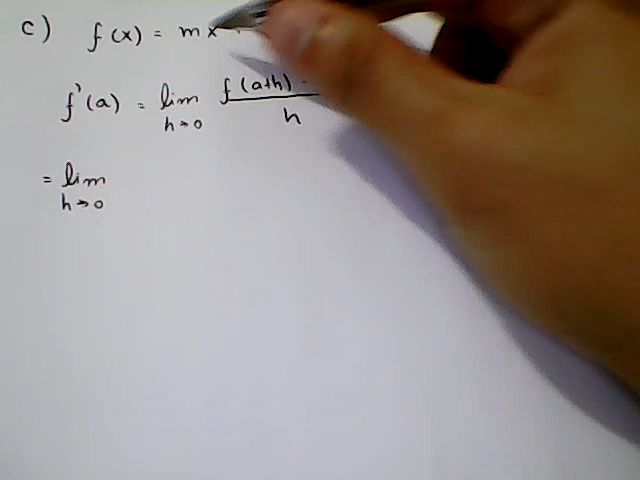 c) f(x) = mx
f'(a) = lim h→0 f(a+h) - / h
= lim h→0